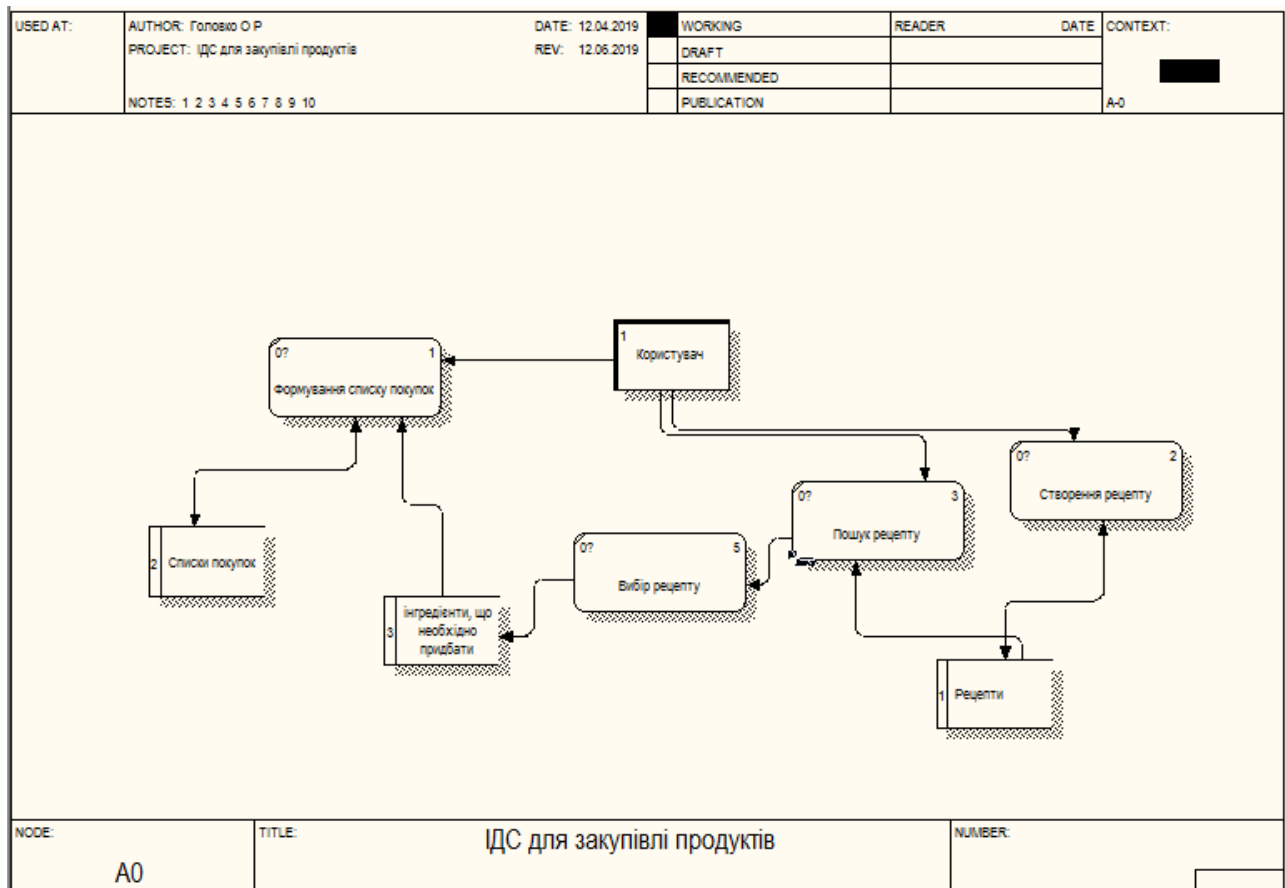 USED AT:
AUTHOR: Головко О Р
DATE: 12.04.2019
WORKING
READER
DATE
CONTEXT:
PROJECT: ІДС для закупівлі продуктів
REV: 12.06.2019
DRAFT
RECOMMENDED
NOTES: 1 2 3 4 5 6 7 8 9 10
PUBLICATION
A-0
1
Користувач
0? 1
Формування списку покупок
0? 2
Створення рецепту
0? 3
Пошук рецепту
2
Списки покупок
0? 5
Вибір рецепту
3
інгредієнти, що
необхідно
придбати
1
Рецепти
NODE:
A0
TITLE:
ІДС для закупівлі продуктів
NUMBER: